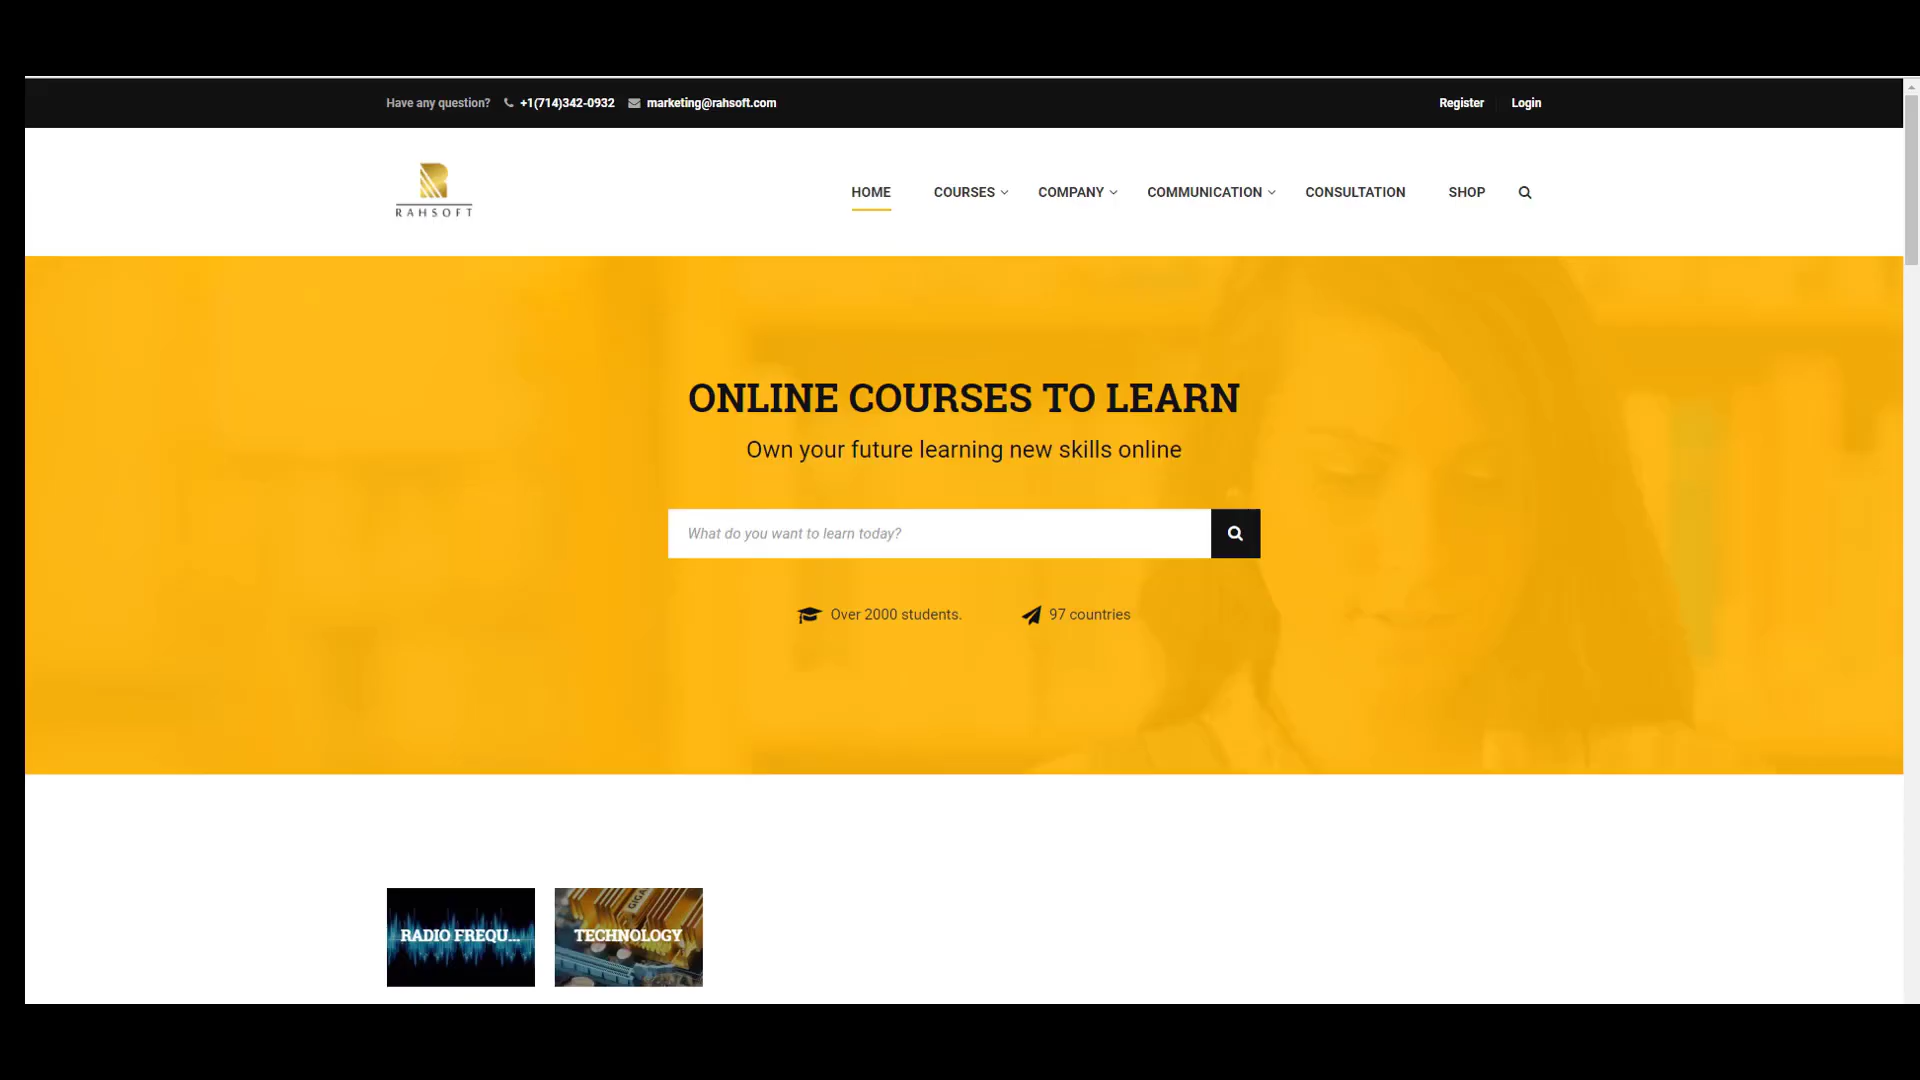 Have any question? +1(714)342-0932 marketing@rahsoft.com Register Login
RAHSOFT
HOME COURSES COMPANY COMMUNICATION CONSULTATION SHOP
ONLINE COURSES TO LEARN
Own your future learning new skills online
What do you want to learn today?
Over 2000 students. 97 countries
RADIO FREQU... TECHNOLOGY